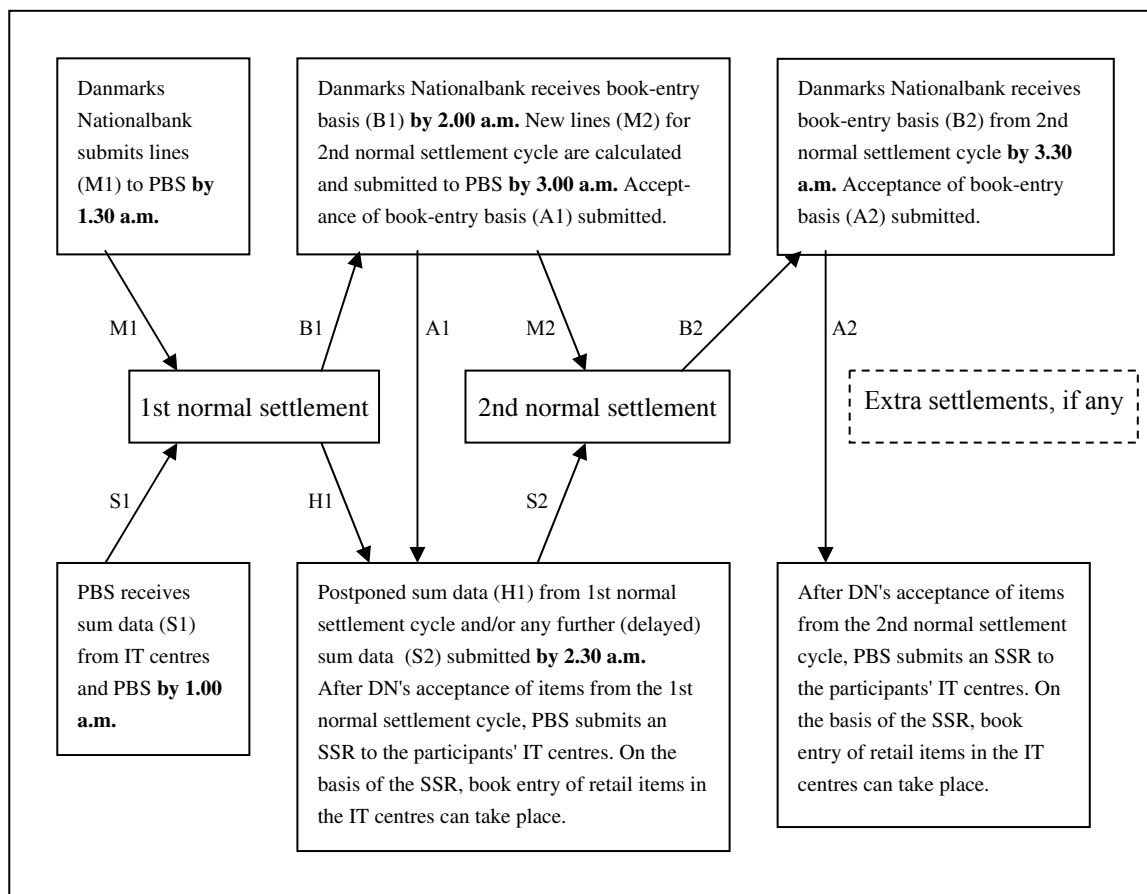 Danmarks
Nationalbank
submits lines
(M1) to PBS by
1.30 a.m.
Danmarks Nationalbank receives book-entry
basis (B1) by 2.00 a.m. New lines (M2) for
2nd normal settlement cycle are calculated
and submitted to PBS by 3.00 a.m. Accept-
ance of book-entry basis (A1) submitted.
Danmarks Nationalbank receives
book-entry basis (B2) from 2nd
normal settlement cycle by 3.30
a.m. Acceptance of book-entry
basis (A2) submitted.
M1
B1
A1
M2
B2
A2
1st normal settlement
2nd normal settlement
Extra settlements, if any
S1
H1
S2
PBS receives
sum data (S1)
from IT centres
and PBS by 1.00
a.m.
Postponed sum data (H1) from 1st normal
settlement cycle and/or any further (delayed)
sum data (S2) submitted by 2.30 a.m.
After DN's acceptance of items from the 1st
normal settlement cycle, PBS submits an
SSR to the participants' IT centres. On the
basis of the SSR, book entry of retail items in
the IT centres can take place.
After DN's acceptance of items
from the 2nd normal settlement
cycle, PBS submits an SSR to
the participants' IT centres. On
the basis of the SSR, book
entry of retail items in the IT
centres can take place.